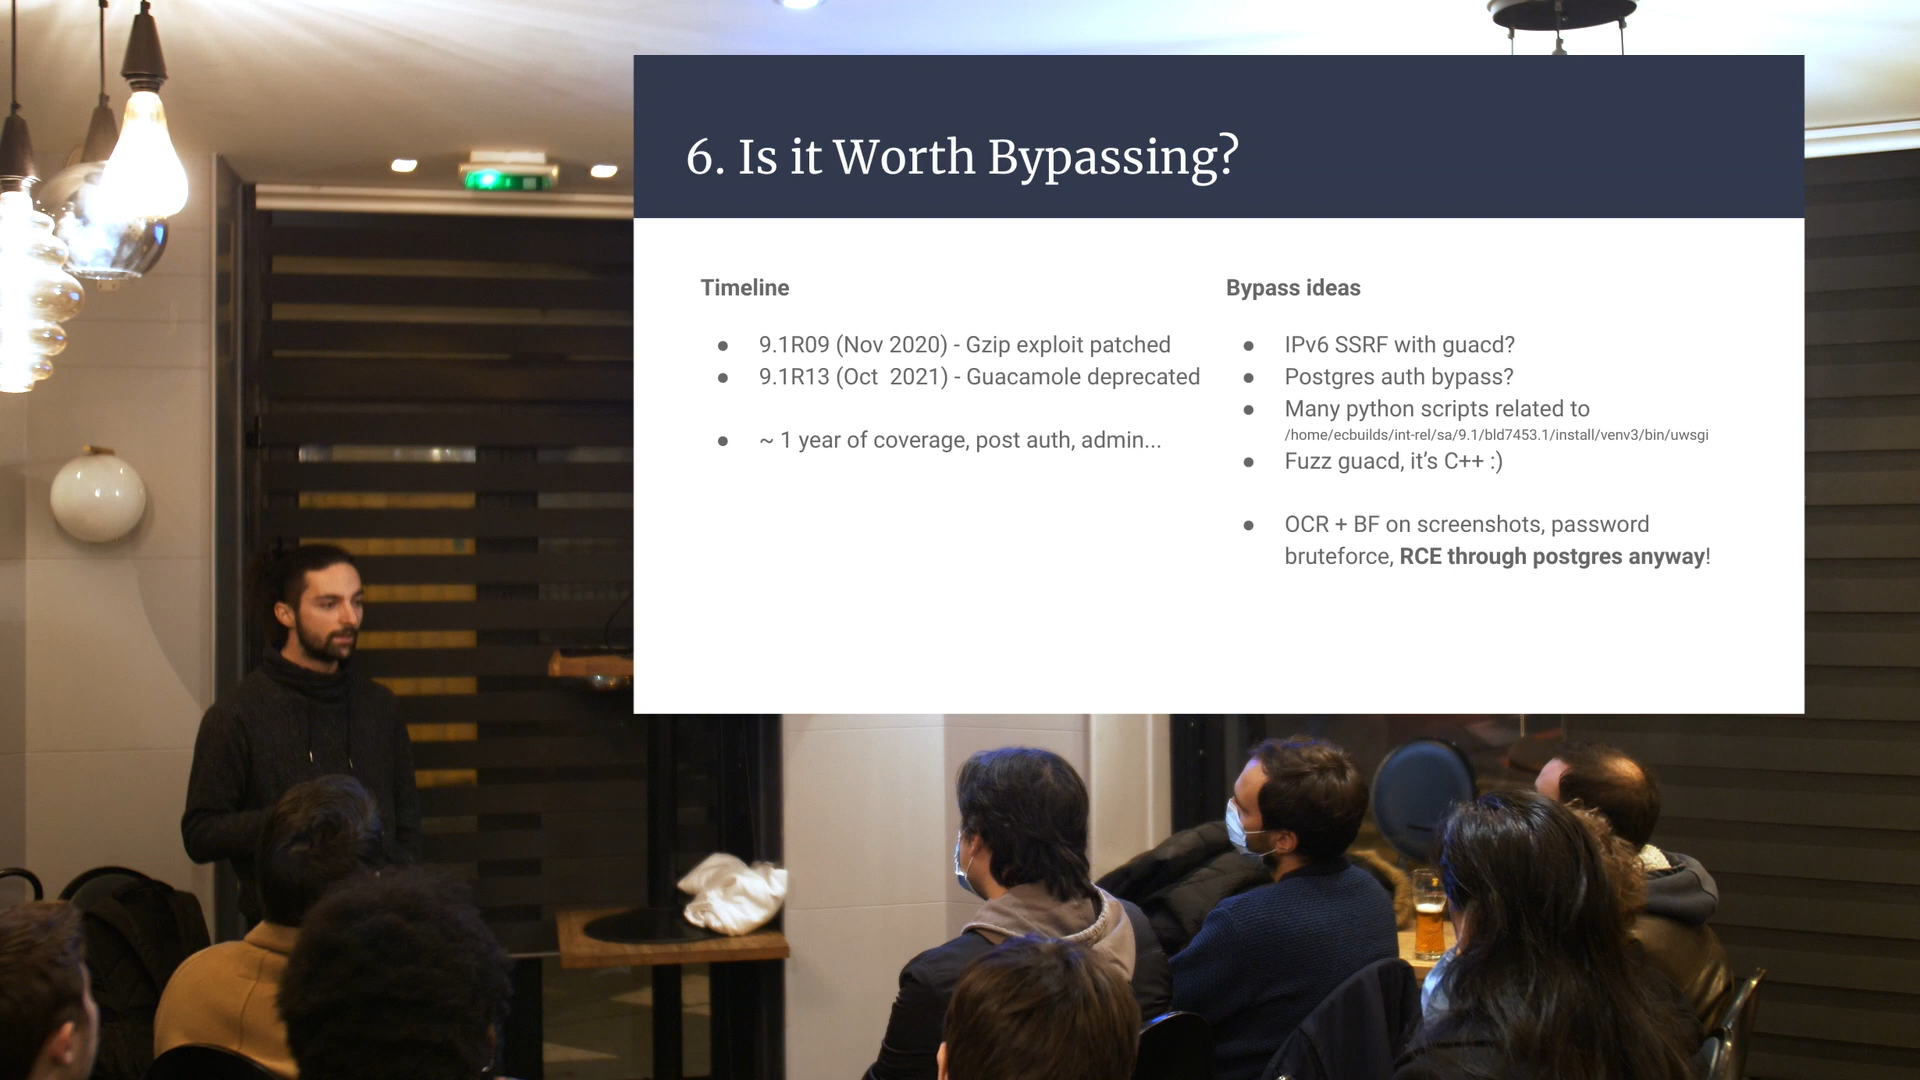 6. Is it Worth Bypassing?
Timeline
● 9.1R09 (Nov 2020) - Gzip exploit patched
● 9.1R13 (Oct  2021) - Guacamole deprecated
● ~ 1 year of coverage, post auth, admin...
Bypass ideas
● IPv6 SSRF with guacd?
● Postgres auth bypass?
● Many python scripts related to
/home/ecbuilds/int-rel/sa/9.1/bld7453.1/install/venv3/bin/uwsgi
● Fuzz guacd, it’s C++ :)
● OCR + BF on screenshots, password
bruteforce, RCE through postgres anyway!